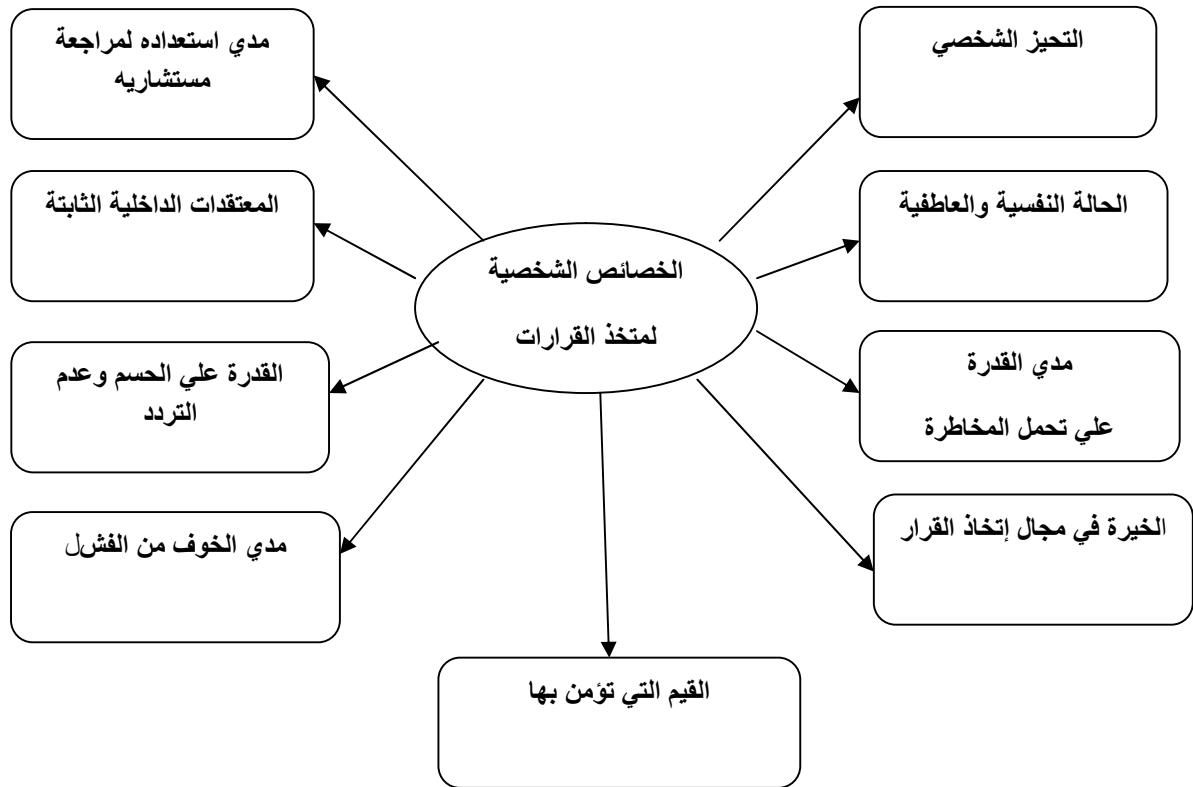 التحيز الشخصي
مدي استعداده لمراجعة
مستشاريه
الحالة النفسية والعاطفية
المعتقدات الداخلية الثابتة
الخصائص الشخصية
لمتخذ القرارات
مدي القدرة
علي تحمل المخاطرة
القدرة علي الحسم وعدم
التردد
الخيرة في مجال إتخاذ القرار
مدي الخوف من الفشل
القيم التي تؤمن بها